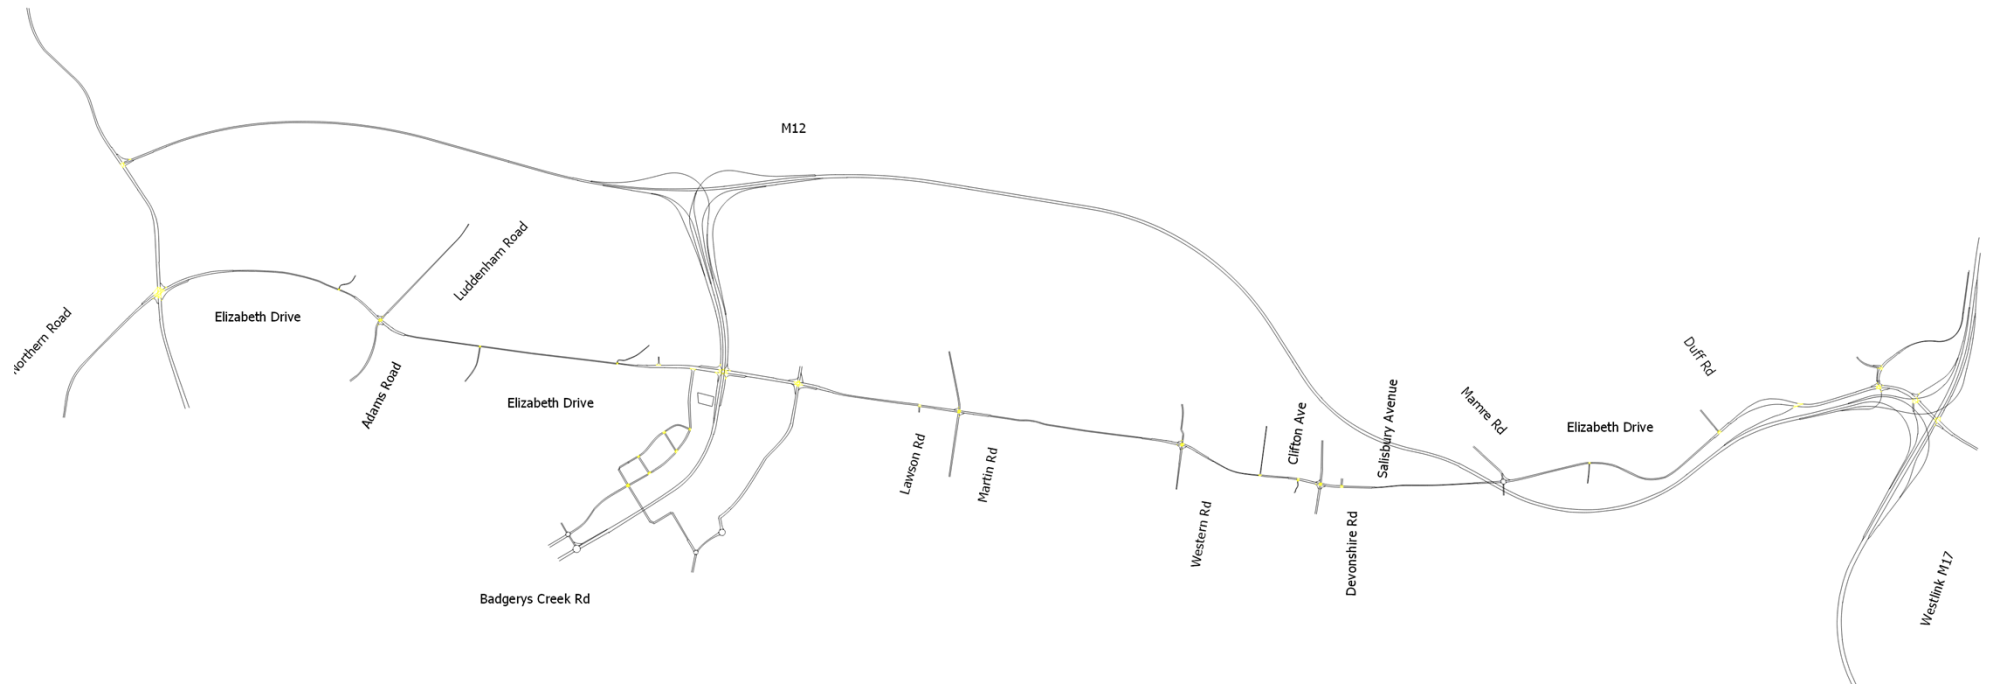 M12
Luddenham Road
Northern Road
Elizabeth Drive
Adams Road
Elizabeth Drive
Badgerys Creek Rd
Lawson Rd
Martin Rd
Western Rd
Clifton Ave
Devonshire Rd
Salisbury Avenue
Mamre Rd
Elizabeth Drive
Duff Rd
Westlink M17